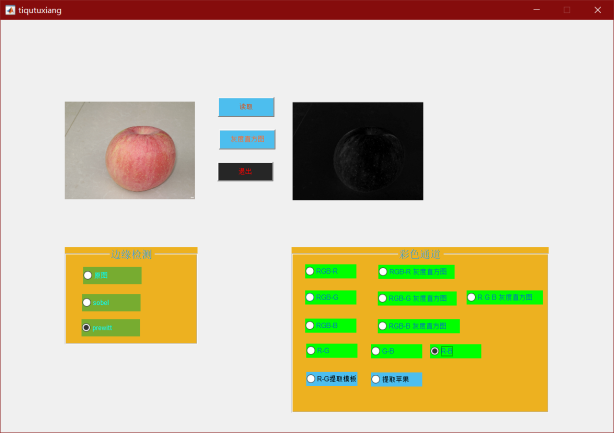 tiqutuxiang
读图
灰度直方图
退出
边缘检测
原图
sobel
prewitt
彩色通道
RGB-R
RGB-R 灰度直方图
RGB-G
RGB-G 灰度直方图
R G B 灰度直方图
RGB-B
RGB-B 灰度直方图
R-G
G-B
R-B
R-G提取模板
提取苹果